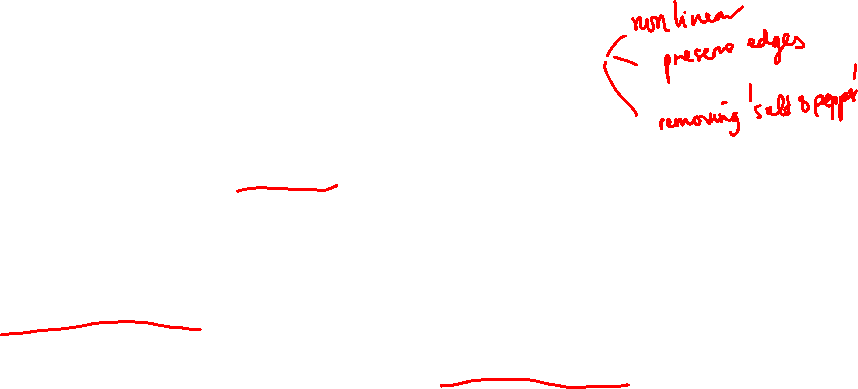 non linear
preserve edges
removing 'salt & pepper'